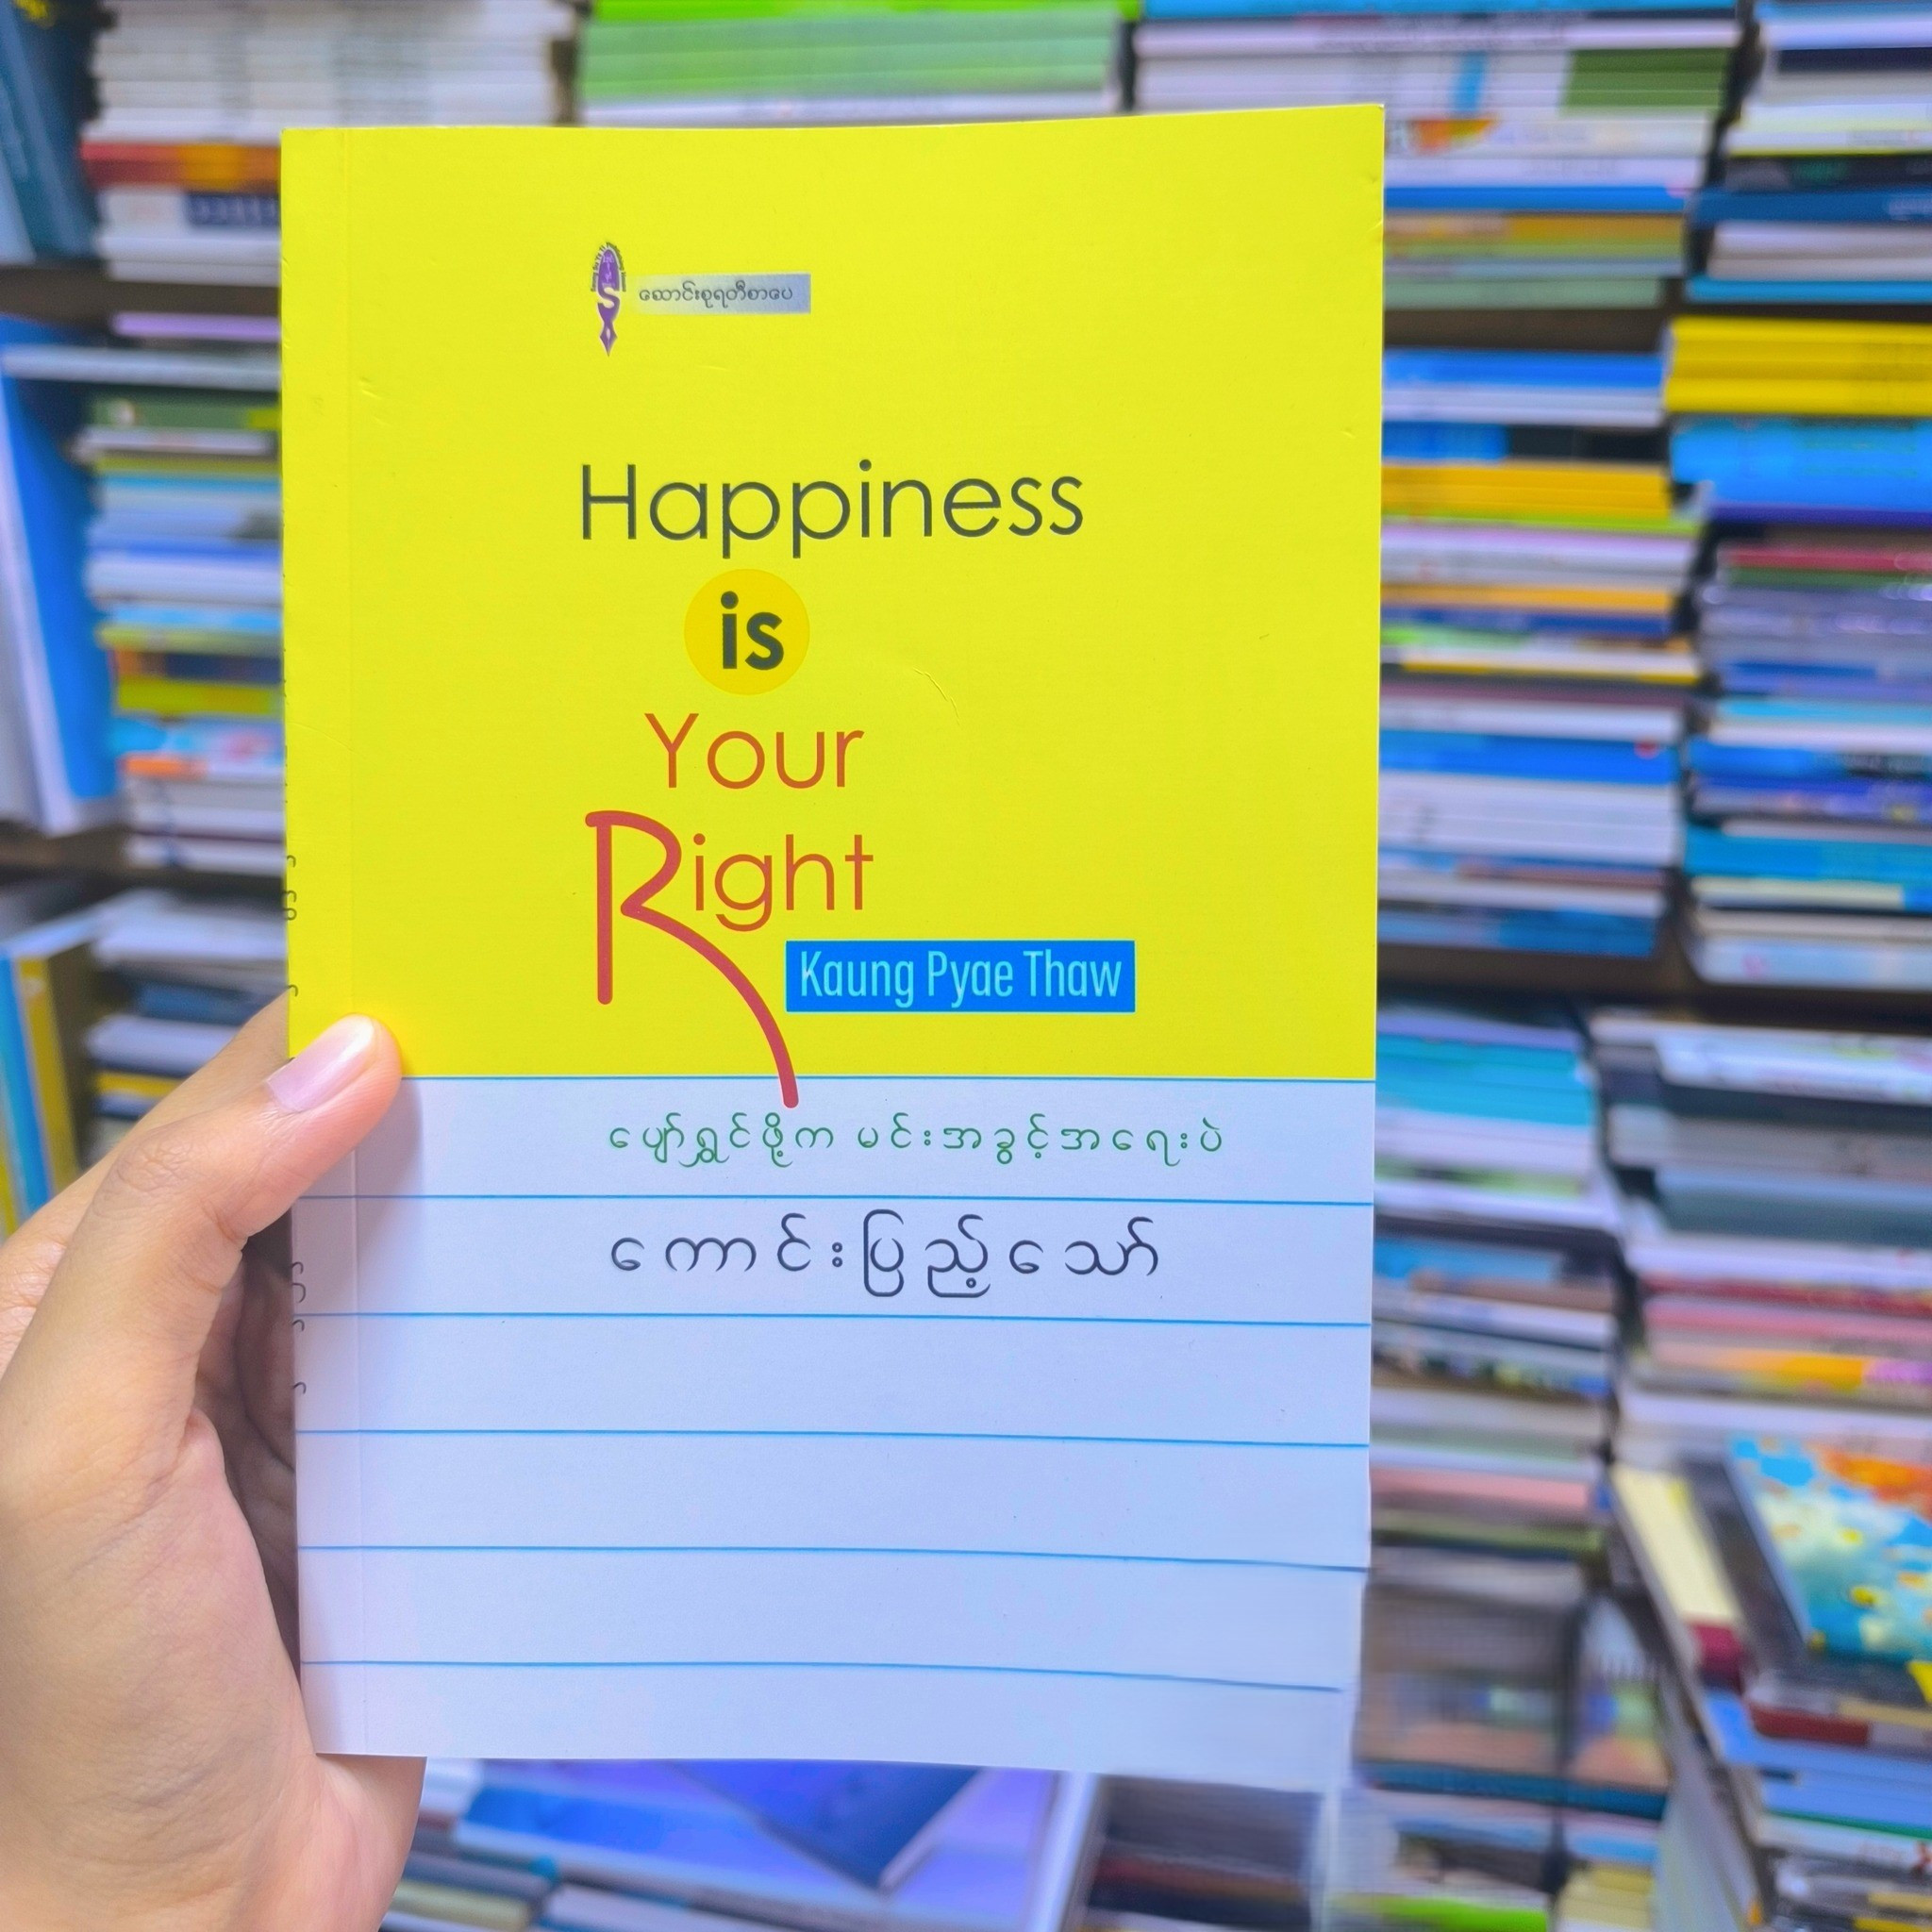 ဆောင်းစုရတီစာပေ
Happiness
is
Your
Right
Kaung Pyae Thaw
ပျော်ရွှင်ဖို့က မင်းအခွင့်အရေးပဲ
ကောင်းပြည့်သော်